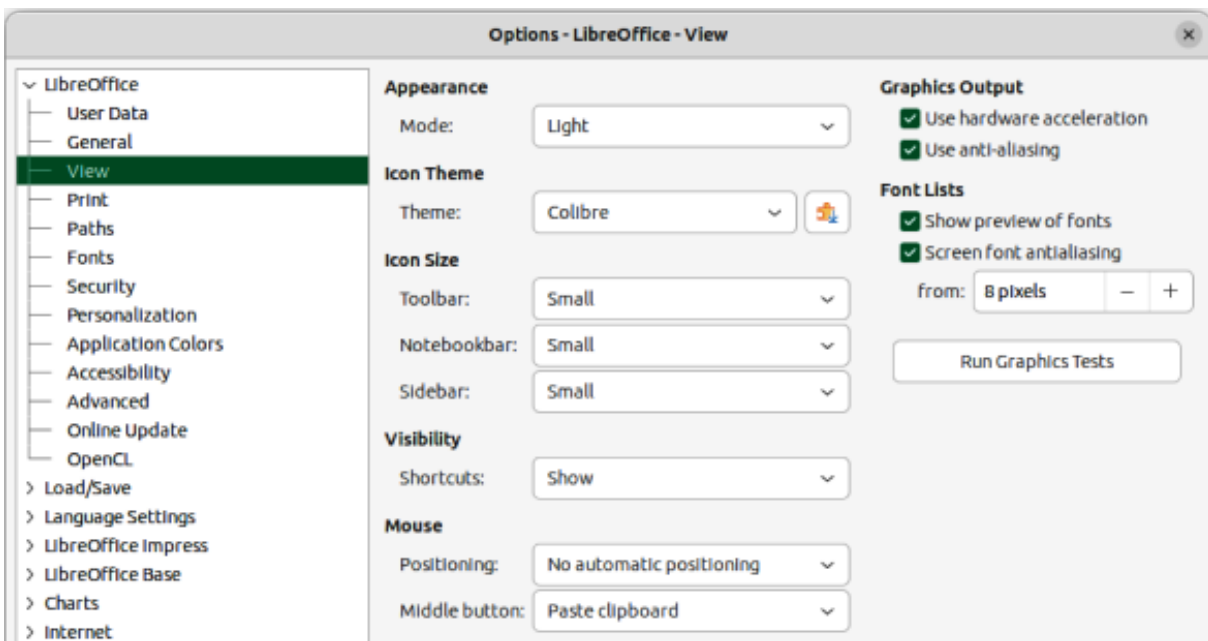 Options - LibreOffice - View
LibreOffice
User Data
General
View
Print
Paths
Fonts
Security
Personalization
Application Colors
Accessibility
Advanced
Online Update
OpenCL
Load/Save
Language Settings
LibreOffice Impress
LibreOffice Base
Charts
Internet
Appearance
Mode: Light
Icon Theme
Theme: Colibre
Icon Size
Toolbar: Small
Notebookbar: Small
Sidebar: Small
Visibility
Shortcuts: Show
Mouse
Positioning: No automatic positioning
Middle button: Paste clipboard
Graphics Output
Use hardware acceleration
Use anti-aliasing
Font Lists
Show preview of fonts
Screen font antialiasing
from: 8 pixels
Run Graphics Tests